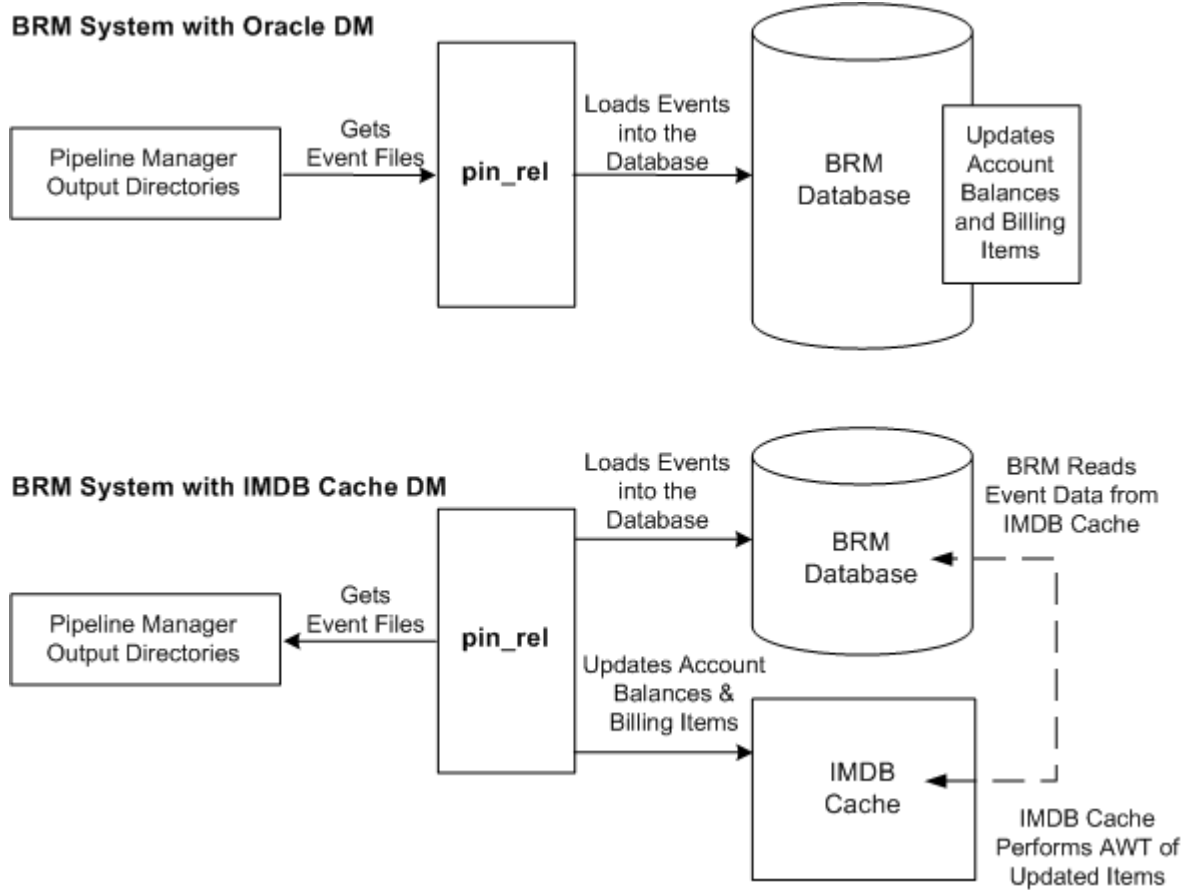 BRM System with Oracle DM
Pipeline Manager
Output Directories
Gets
Event Files
pin_rel
Loads Events
into the
Database
BRM
Database
Updates
Account
Balances
and Billing
Items
BRM System with IMDB Cache DM
Pipeline Manager
Output Directories
Gets
Event Files
pin_rel
Loads Events
into the
Database
BRM
Database
BRM Reads
Event Data from
IMDB Cache
Updates Account
Balances &
Billing Items
IMDB
Cache
IMDB Cache
Performs AWT of
Updated Items